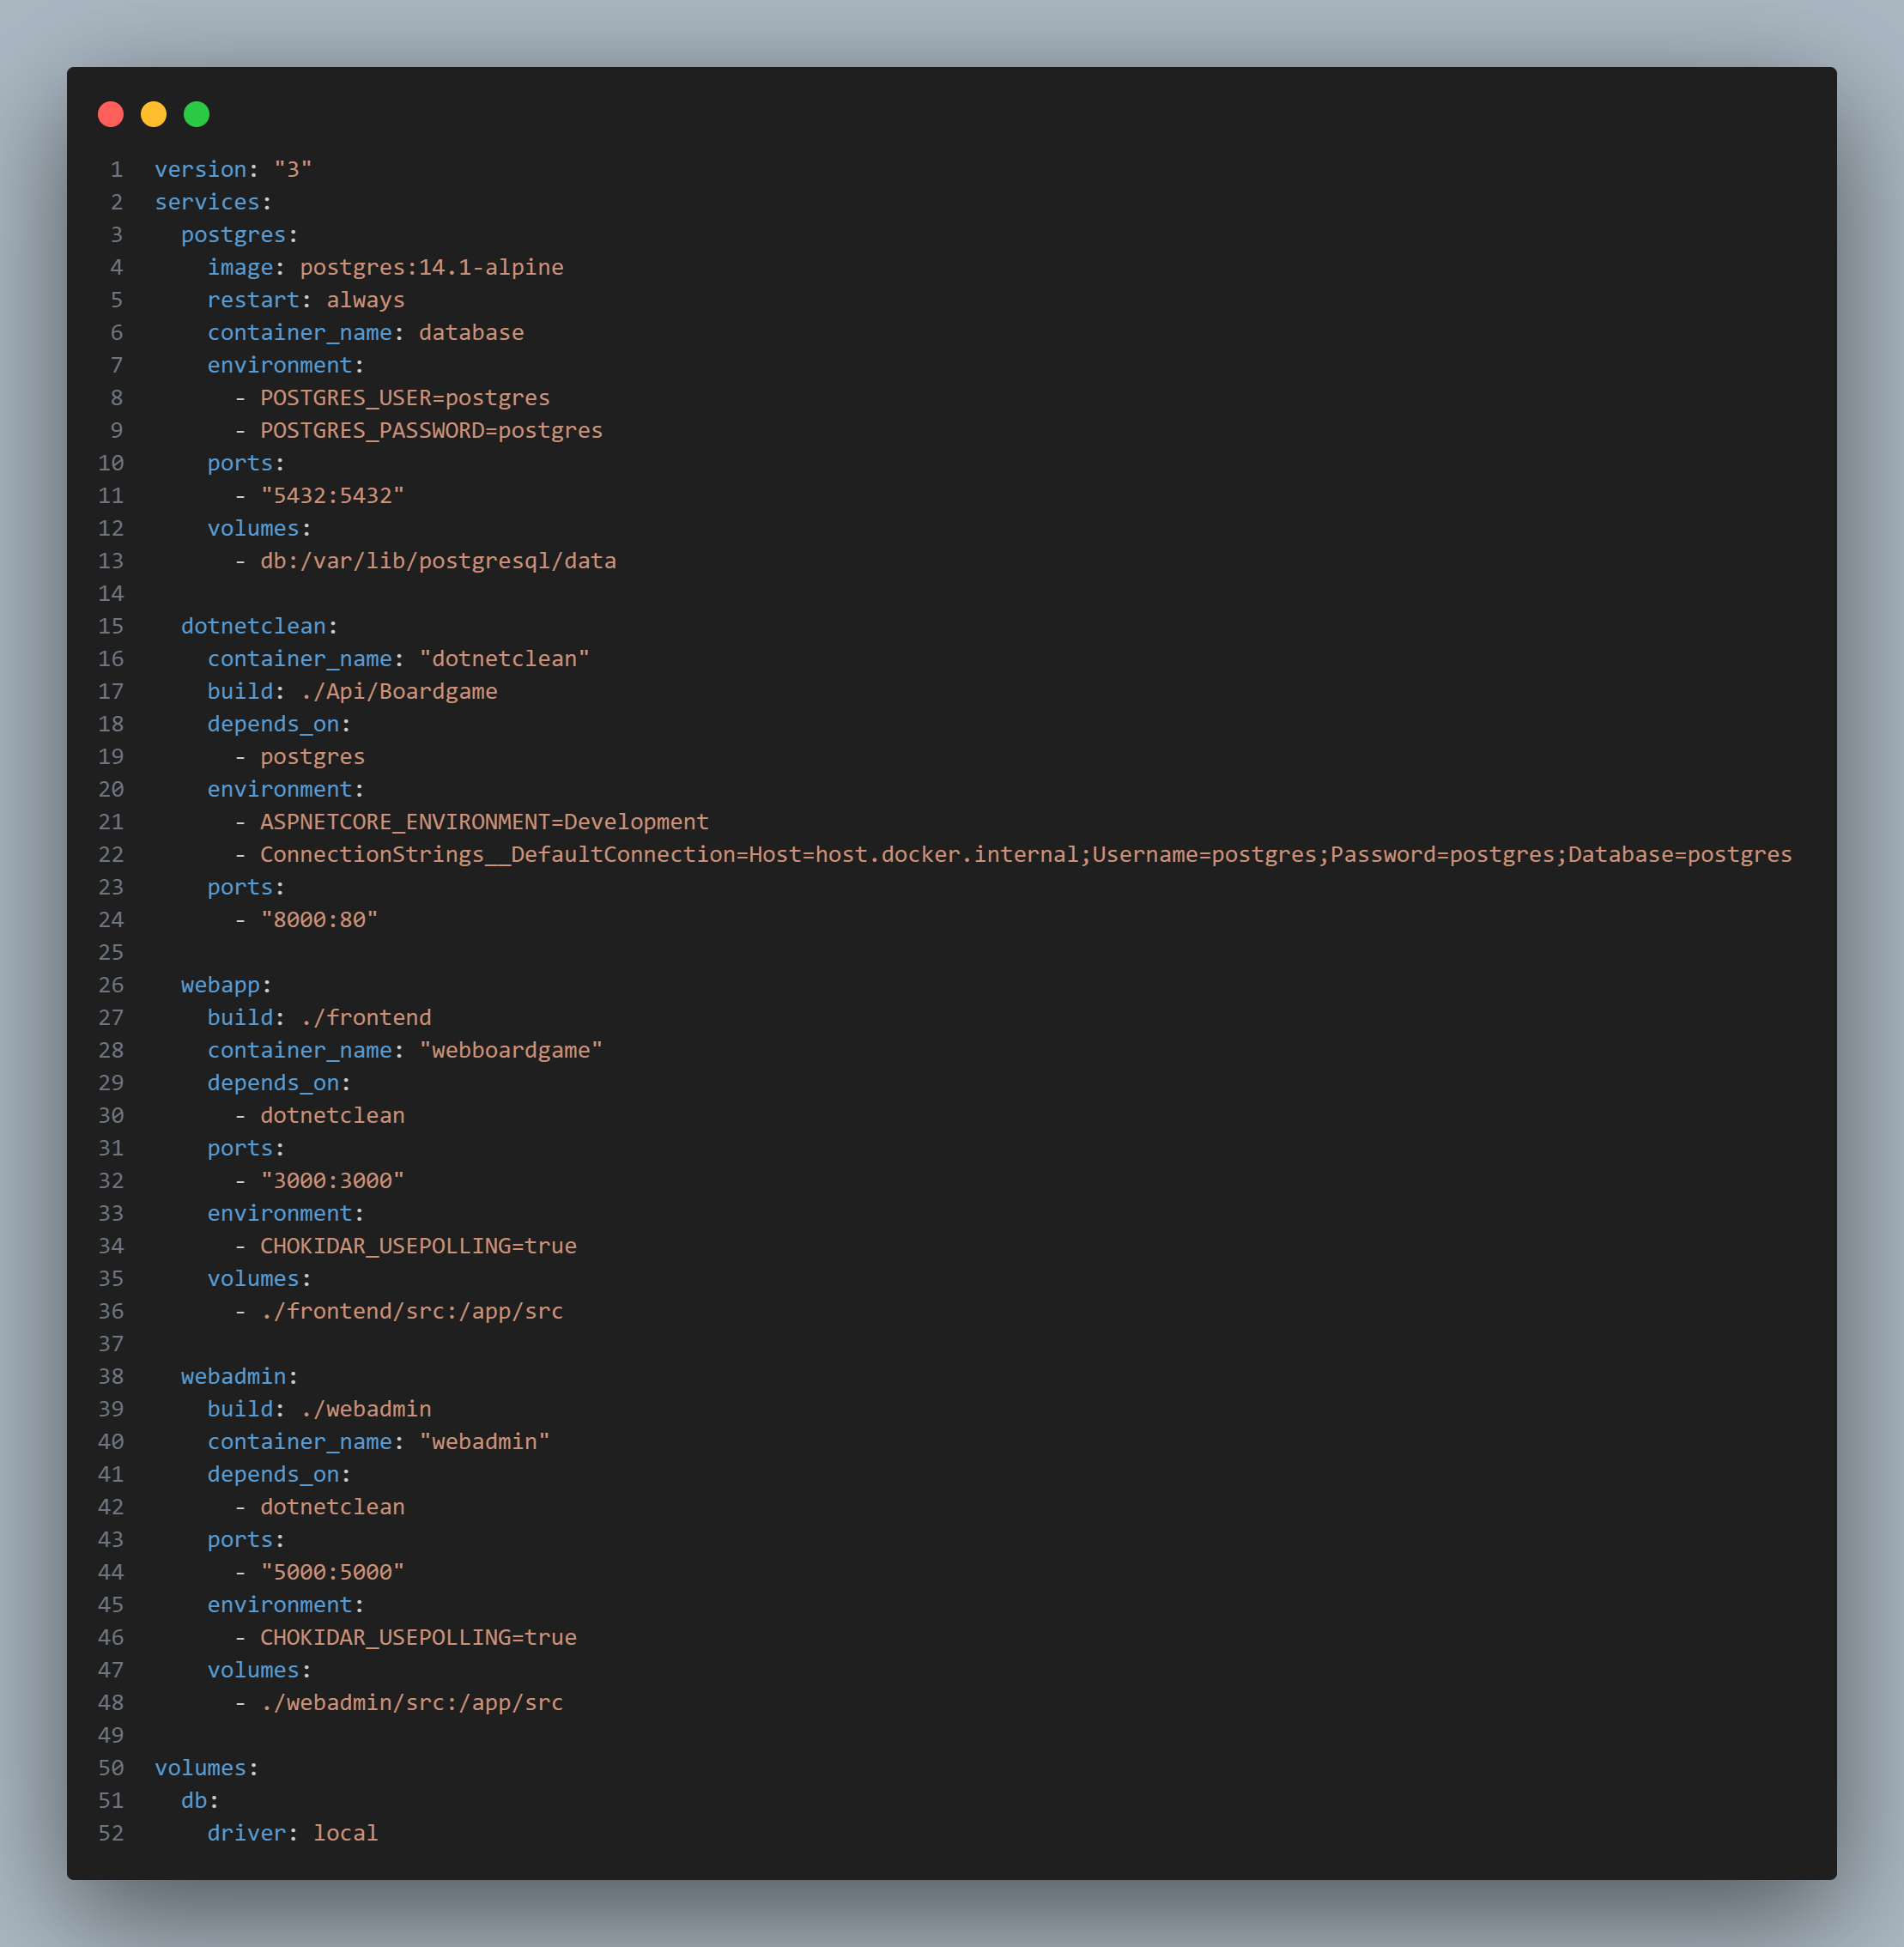 1 version: "3"
2 services:
3   postgres:
4     image: postgres:14.1-alpine
5     restart: always
6     container_name: database
7     environment:
8       - POSTGRES_USER=postgres
9       - POSTGRES_PASSWORD=postgres
10     ports:
11       - "5432:5432"
12     volumes:
13       - db:/var/lib/postgresql/data
14
15   dotnetclean:
16     container_name: "dotnetclean"
17     build: ./Api/Boardgame
18     depends_on:
19       - postgres
20     environment:
21       - ASPNETCORE_ENVIRONMENT=Development
22       - ConnectionStrings__DefaultConnection=Host=host.docker.internal;Username=postgres;Password=postgres;Database=postgres
23     ports:
24       - "8000:80"
25
26   webapp:
27     build: ./frontend
28     container_name: "webboardgame"
29     depends_on:
30       - dotnetclean
31     ports:
32       - "3000:3000"
33     environment:
34       - CHOKIDAR_USEPOLLING=true
35     volumes:
36       - ./frontend/src:/app/src
37
38   webadmin:
39     build: ./webadmin
40     container_name: "webadmin"
41     depends_on:
42       - dotnetclean
43     ports:
44       - "5000:5000"
45     environment:
46       - CHOKIDAR_USEPOLLING=true
47     volumes:
48       - ./webadmin/src:/app/src
49
50 volumes:
51   db:
52     driver: local